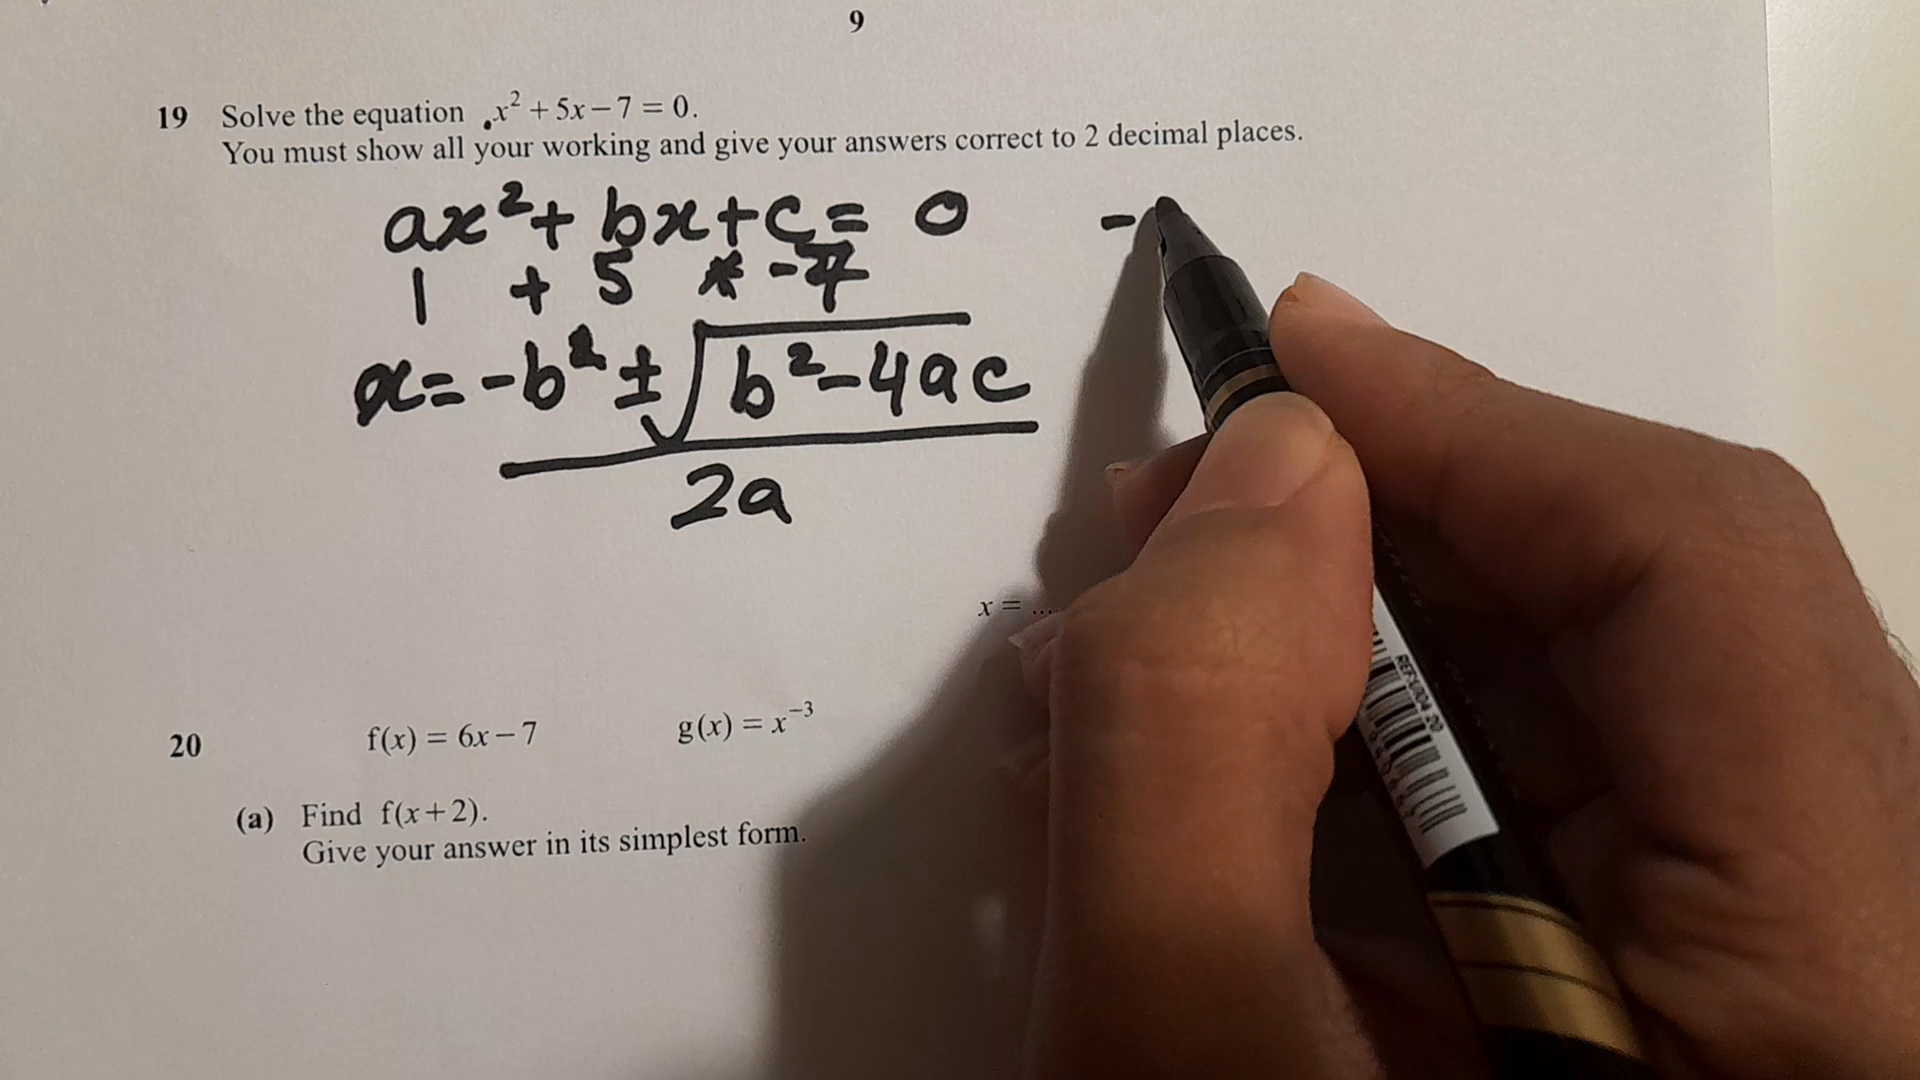 9
19 Solve the equation x² + 5x − 7 = 0.
You must show all your working and give your answers correct to 2 decimal places.
ax² + bx + c = 0 -
1 + 5 -7
x = -b² ± √b² - 4ac
2a
x = ....
20 f(x) = 6x − 7 g(x) = x⁻³
(a) Find f(x+2).
Give your answer in its simplest form.